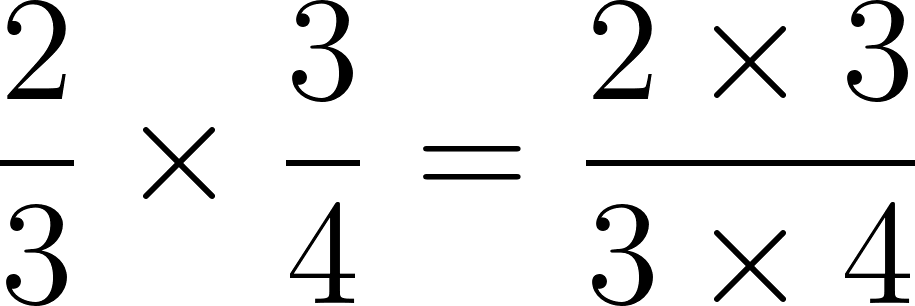 2/3 × 3/4 = (2 × 3)/(3 × 4)